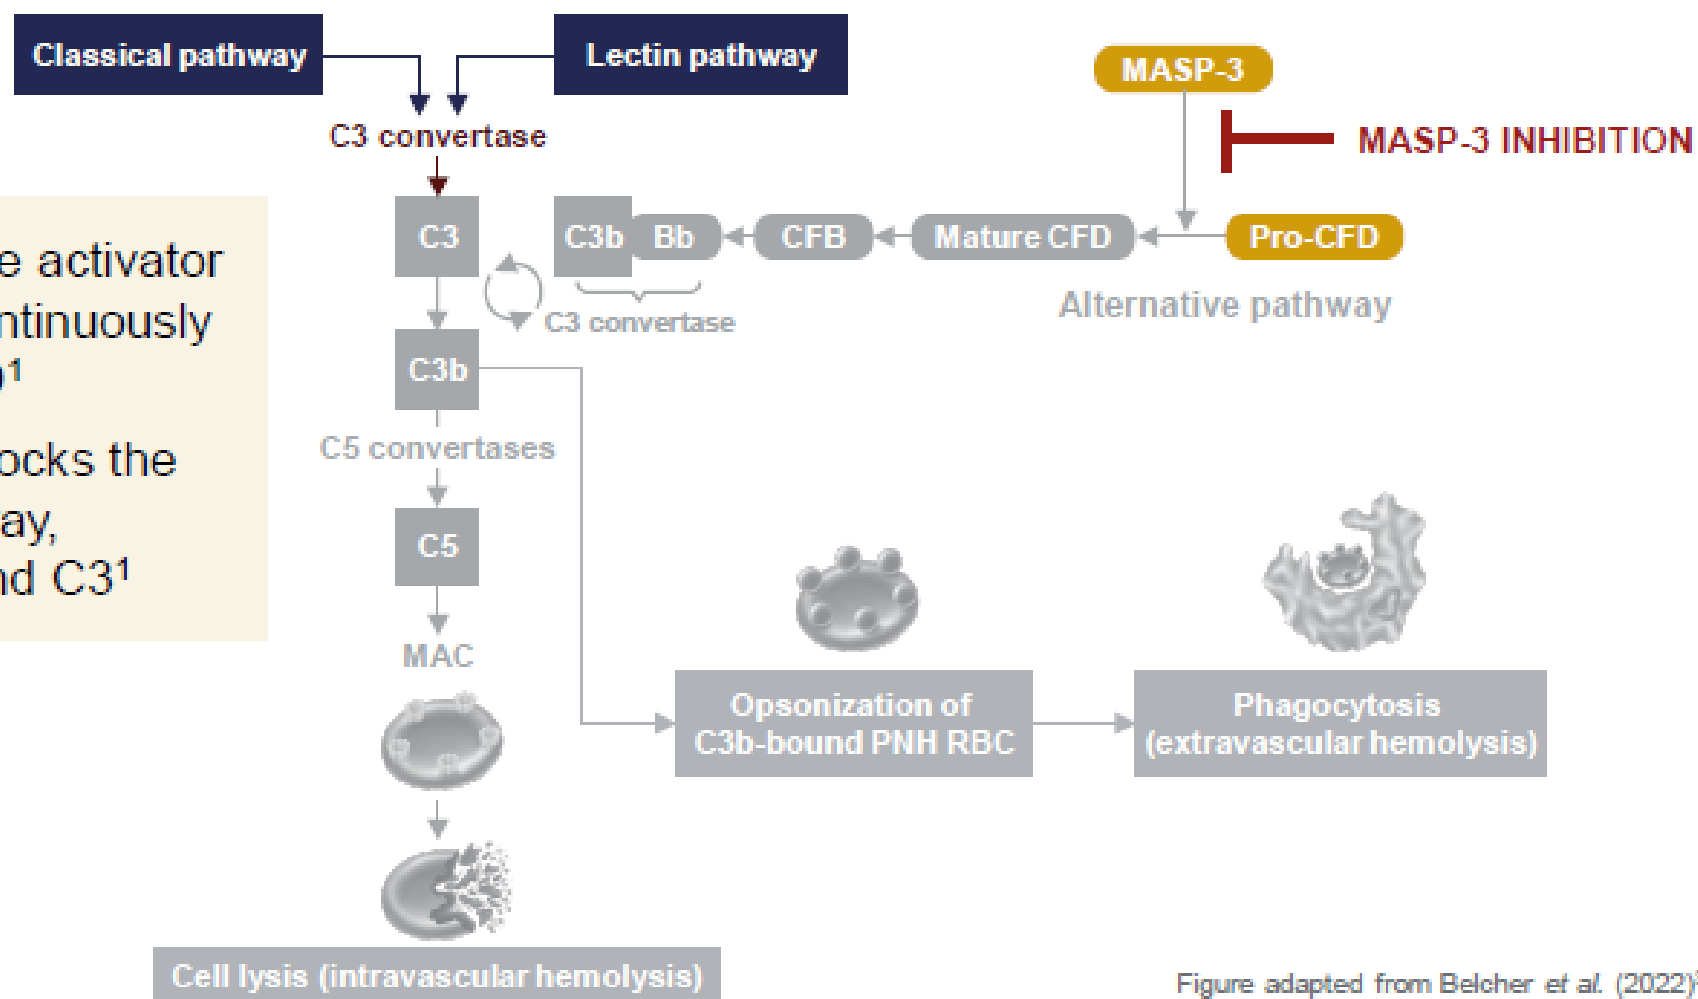 Classical pathway
Lectin pathway
MASP-3
C3 convertase
MASP-3 INHIBITION
C3
C3b Bb
CFB
Mature CFD
Pro-CFD
activator
C3 convertase
Alternative pathway
C3b
C5 convertases
ocks the
ay,
nd C3¹
C5
MAC
Opsonization of
C3b-bound PNH RBC
Phagocytosis
(extravascular hemolysis)
Cell lysis (intravascular hemolysis)
Figure adapted from Belcher et al. (2022)